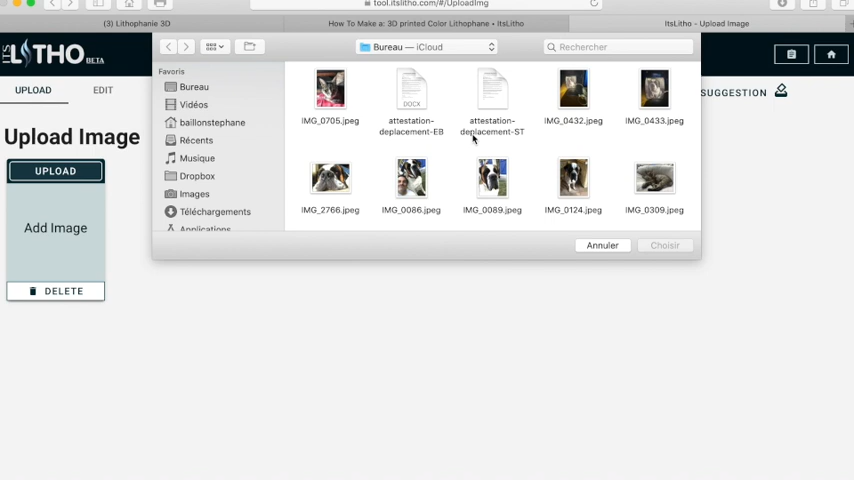 tool.itslitho.com/#/UploadImg
(3) Lithophanie 3D
How To Make a: 3D printed Color Lithophane • ItsLitho
ItsLitho - Upload Image
ITS LITHO BETA
Bureau — iCloud
Rechercher
UPLOAD
EDIT
SUGGESTION
Upload Image
UPLOAD
Add Image
DELETE
Favoris
Bureau
Vidéos
baillonstephane
Récents
Musique
Dropbox
Images
Téléchargements
Applications
DOCX
IMG_0705.jpeg
attestation-
deplacement-EB
attestation-
deplacement-ST
IMG_0432.jpeg
IMG_0433.jpeg
IMG_2766.jpeg
IMG_0086.jpeg
IMG_0089.jpeg
IMG_0124.jpeg
IMG_0309.jpeg
Annuler
Choisir